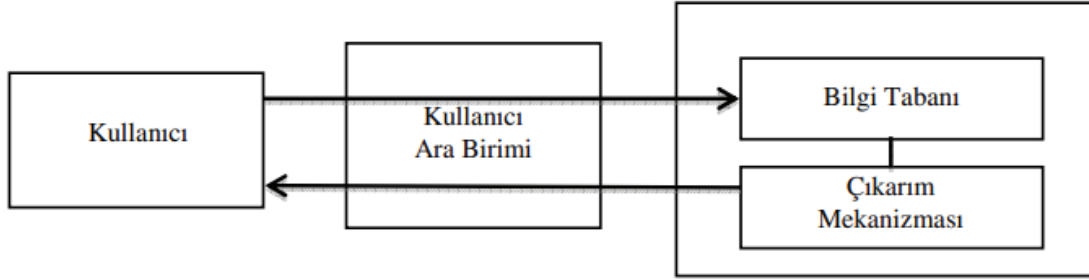 Kullanıcı
Kullanıcı
Ara Birimi
Bilgi Tabanı
Çıkarım
Mekanizması